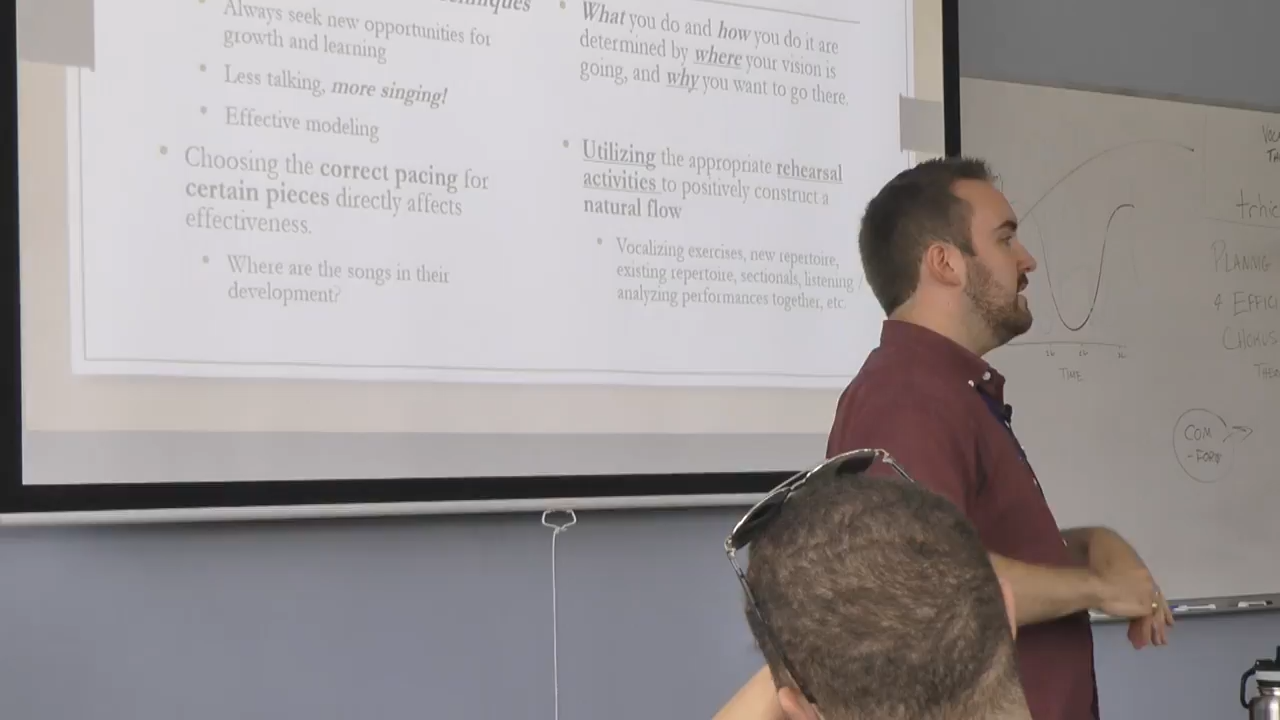 Always seek new opportunities for
growth and learning
Less talking, more singing!
Effective modeling
Choosing the correct pacing for
certain pieces directly affects
effectiveness.
Where are the songs in their
development?
What you do and how you do it are
determined by where your vision is
going, and why you want to go there.
Utilizing the appropriate rehearsal
activities to positively construct a
natural flow
Vocalizing exercises, new repertoire,
existing repertoire, sectionals, listening /
analyzing performances together, etc.
TIME
COM
-FORT